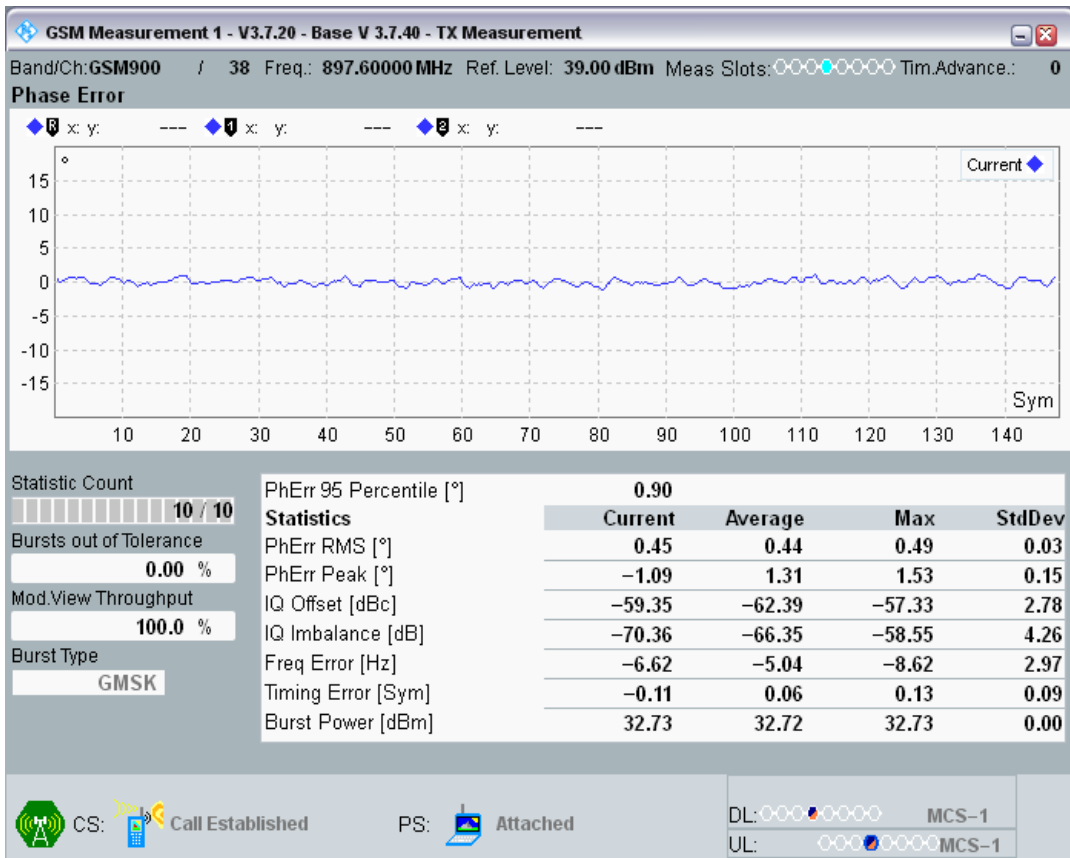 GSM Measurement 1 - V3.7.20 - Base V 3.7.40 - TX Measurement
Band/Ch:GSM900 / 38 Freq.: 897.60000 MHz Ref. Level: 39.00 dBm Meas Slots: Tim.Advance.: 0
Phase Error
R x: y: --- 1 x: y: --- 2 x: y: ---
°
Current
15
10
5
0
-5
-10
-15
Sym
10 20 30 40 50 60 70 80 90 100 110 120 130 140
Statistic Count
10 / 10
Bursts out of Tolerance
0.00 %
Mod.View Throughput
100.0 %
Burst Type
GMSK
PhErr 95 Percentile [°] 0.90
Statistics Current Average Max StdDev
PhErr RMS [°] 0.45 0.44 0.49 0.03
PhErr Peak [°] −1.09 1.31 1.53 0.15
IQ Offset [dBc] −59.35 −62.39 −57.33 2.78
IQ Imbalance [dB] −70.36 −66.35 −58.55 4.26
Freq Error [Hz] −6.62 −5.04 −8.62 2.97
Timing Error [Sym] −0.11 0.06 0.13 0.09
Burst Power [dBm] 32.73 32.72 32.73 0.00
CS: Call Established PS: Attached
DL: MCS−1
UL: MCS−1